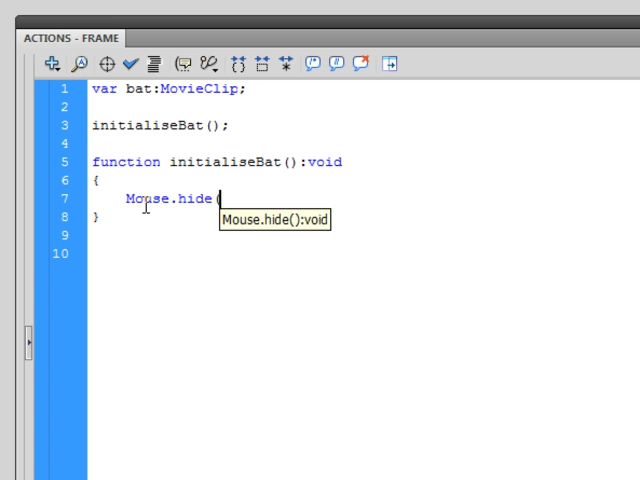 ACTIONS - FRAME
1 var bat:MovieClip;
2
3 initialiseBat();
4
5 function initialiseBat():void
6 {
7 Mouse.hide(
Mouse.hide():void
8 }
9
10